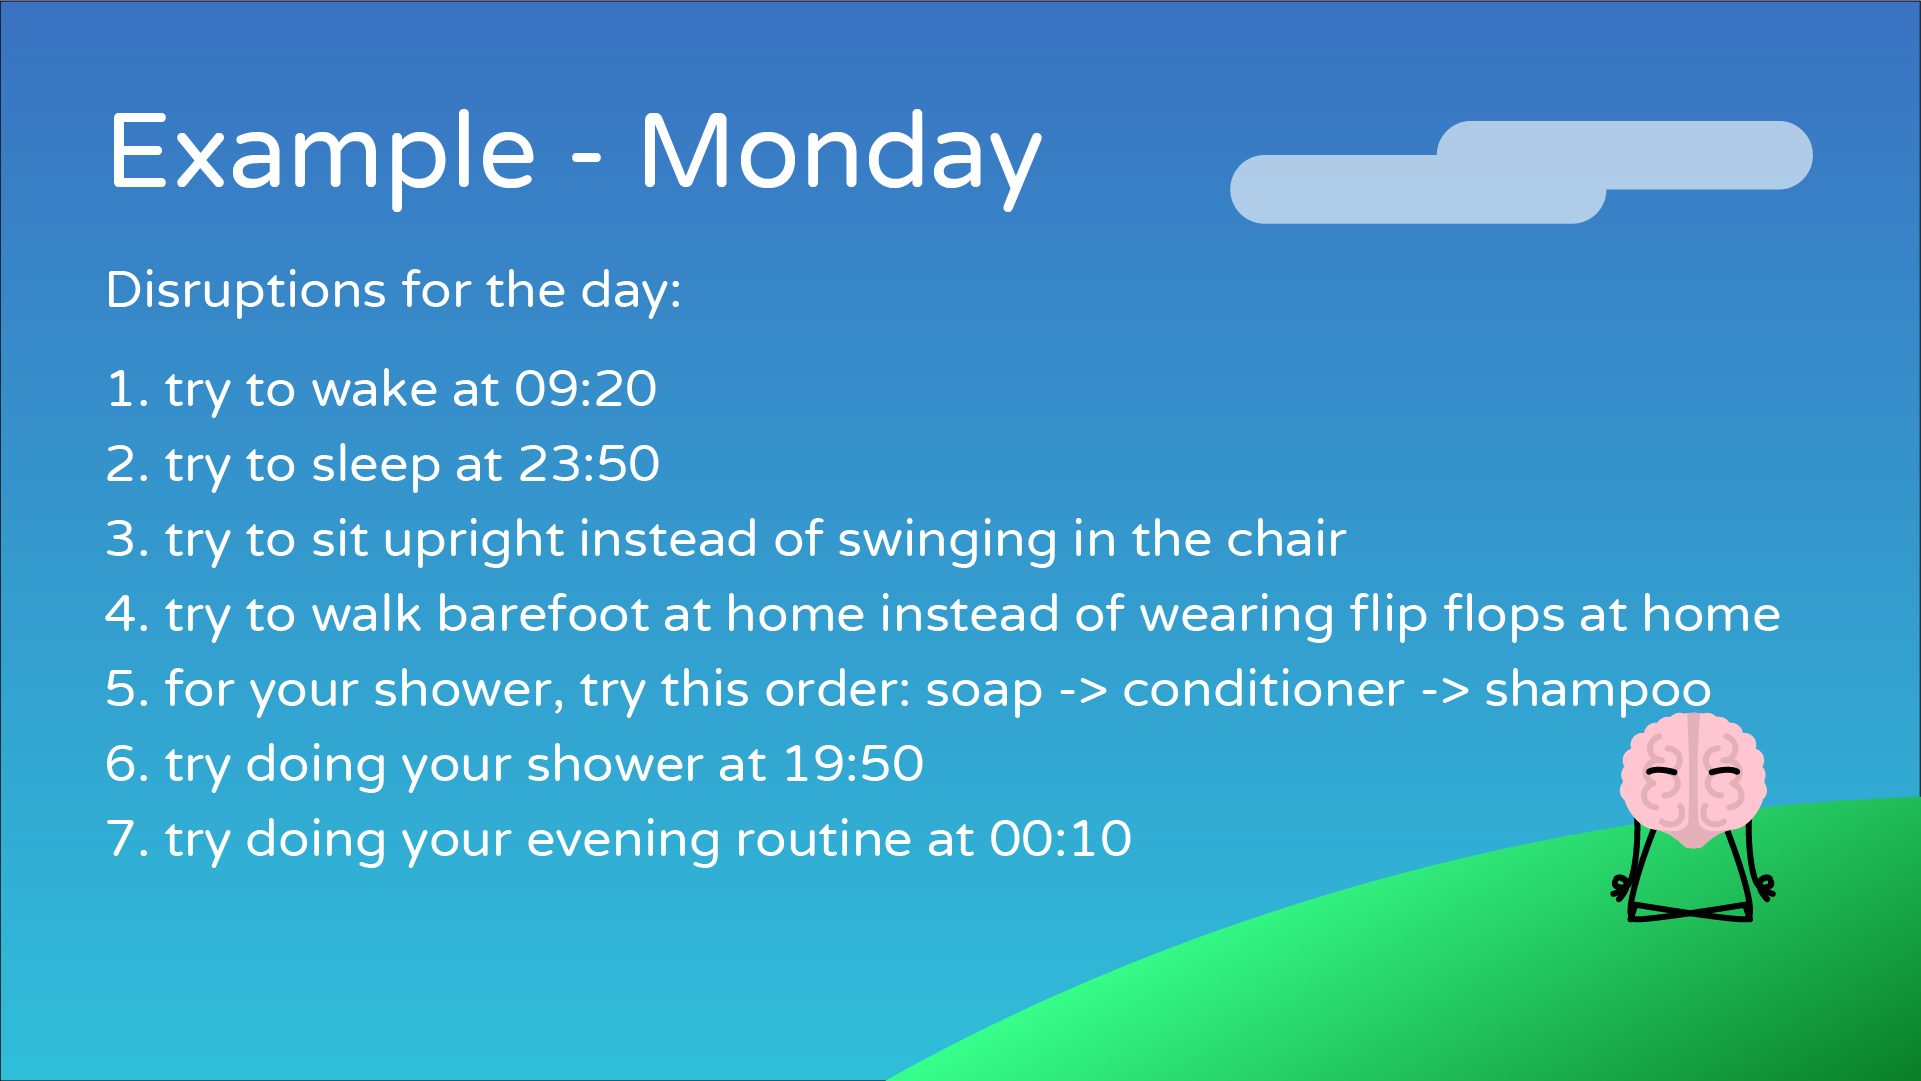 Example - Monday
Disruptions for the day:
1. try to wake at 09:20
2. try to sleep at 23:50
3. try to sit upright instead of swinging in the chair
4. try to walk barefoot at home instead of wearing flip flops at home
5. for your shower, try this order: soap -> conditioner -> shampoo
6. try doing your shower at 19:50
7. try doing your evening routine at 00:10